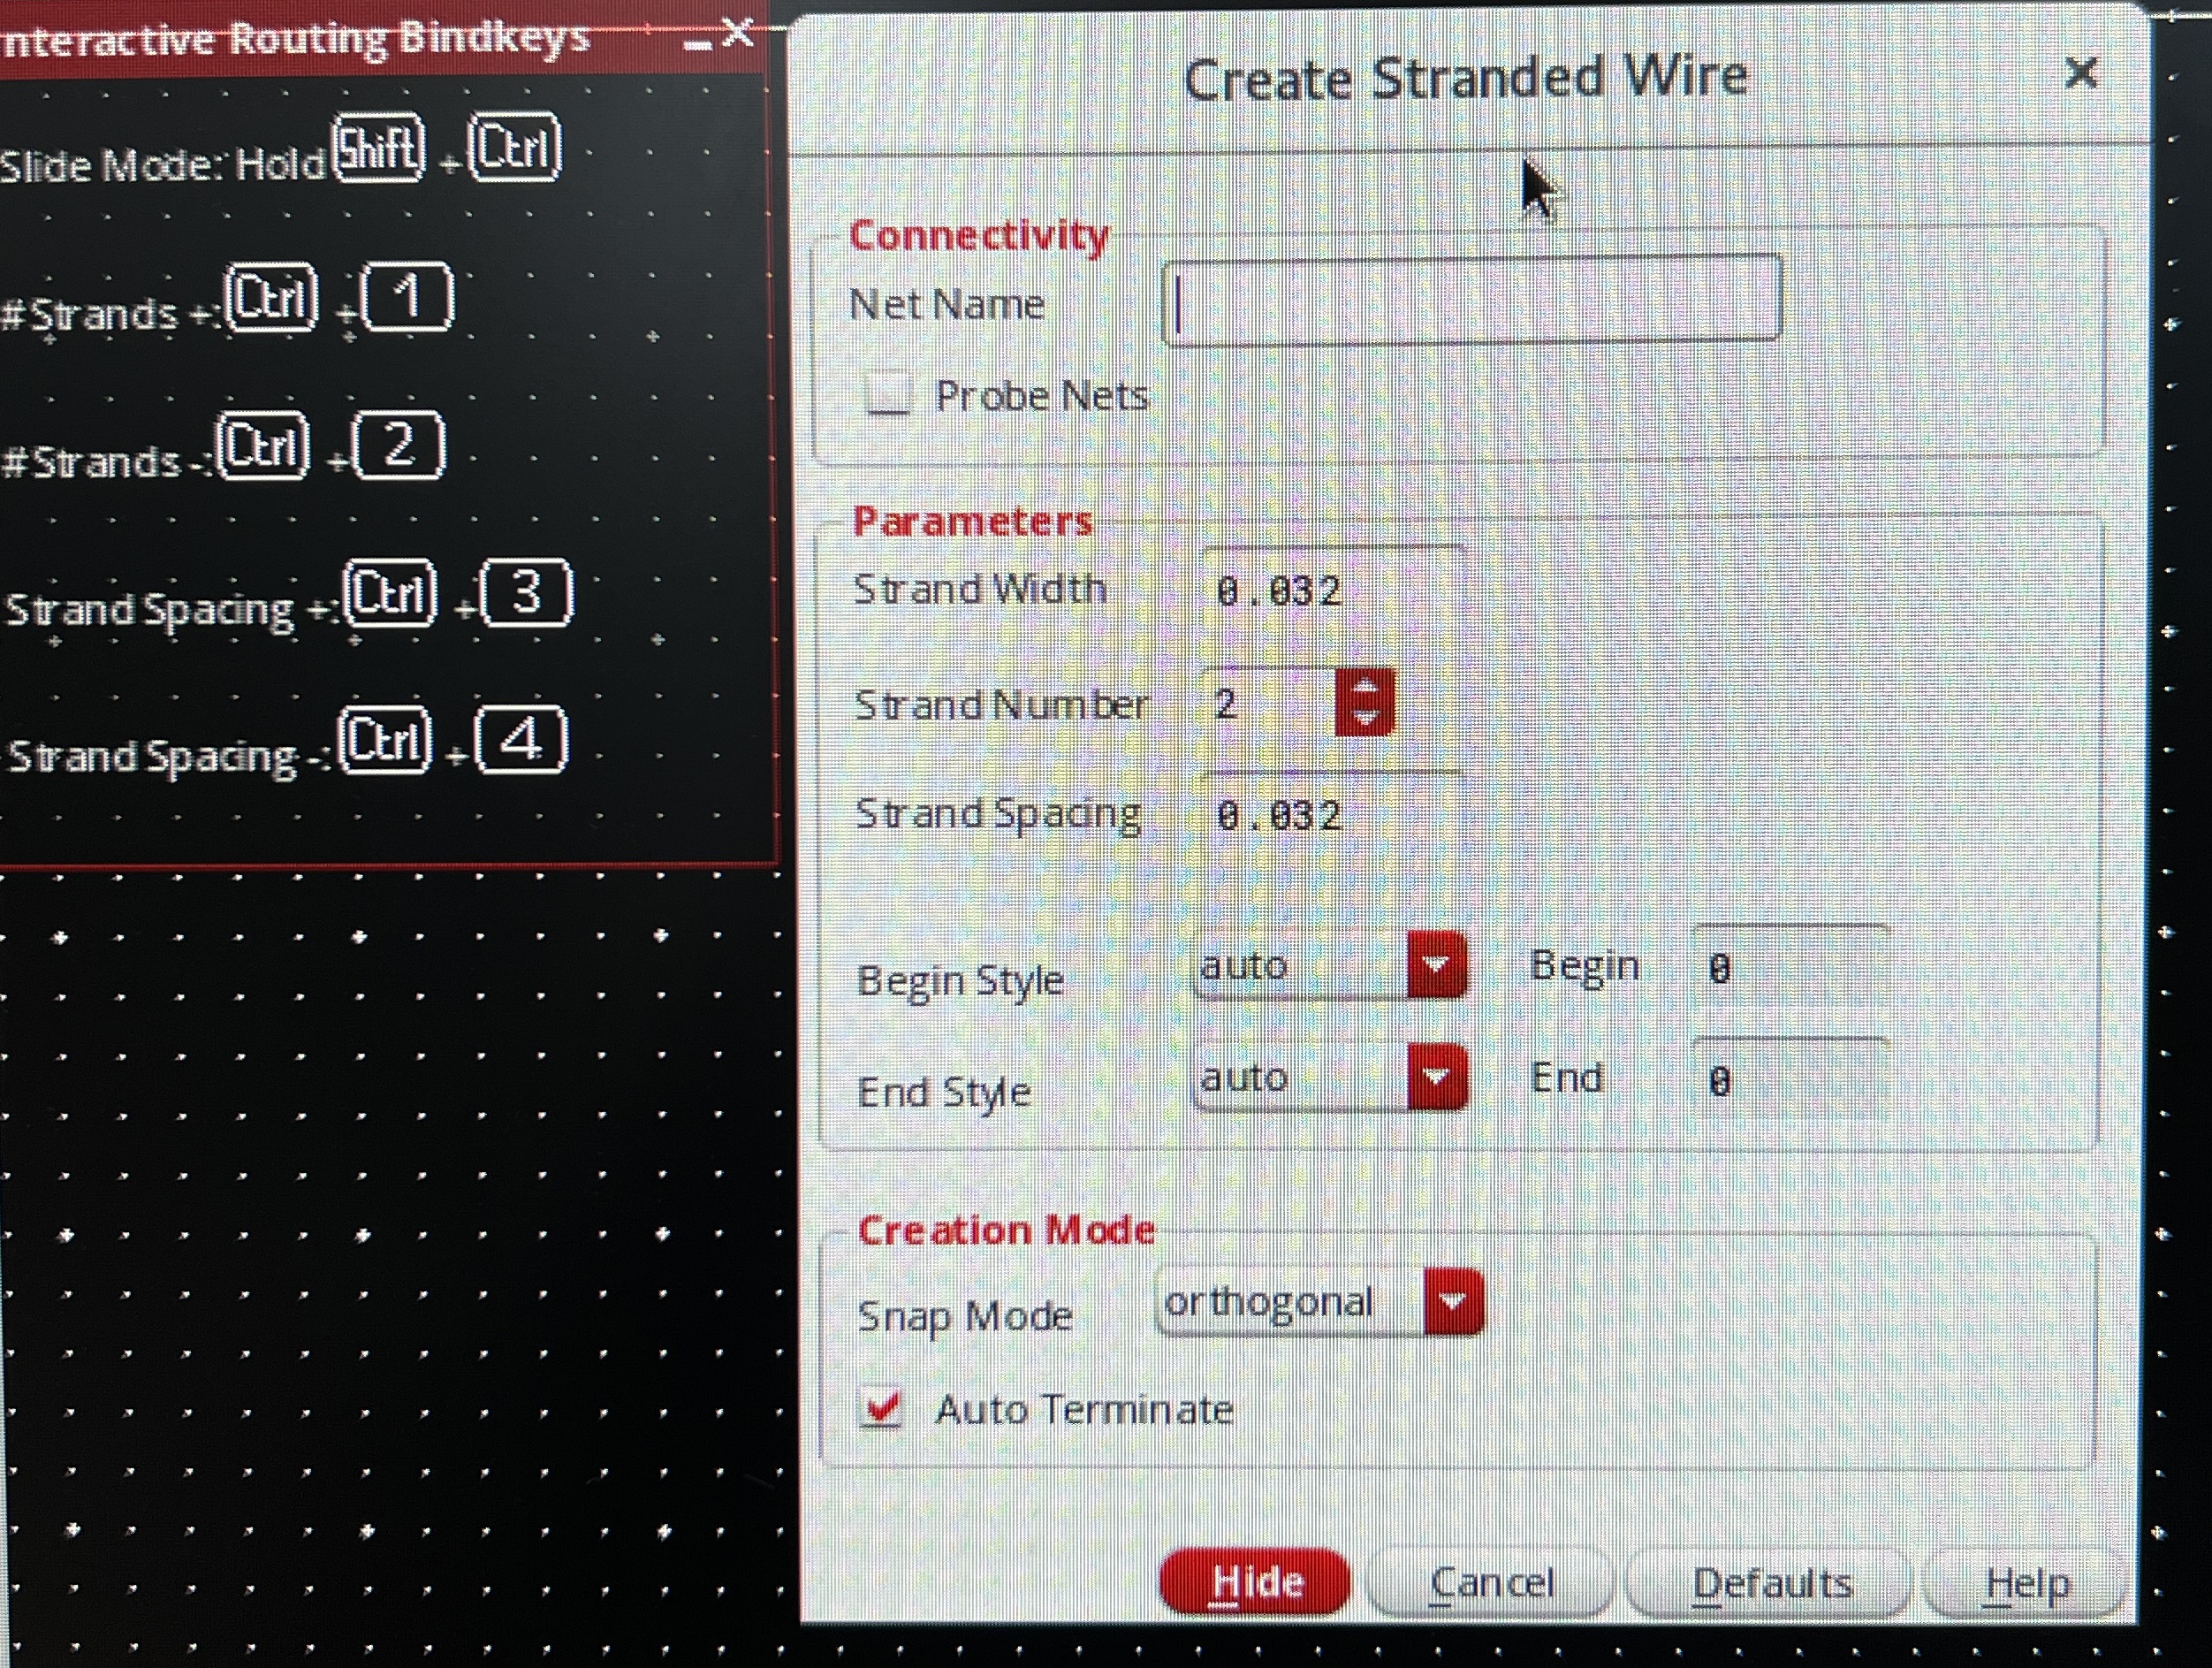 nteractive Routing Bindkeys
Slide Mode: Hold Shift + Ctrl
#Strands +: Ctrl + 1
#Strands -: Ctrl + 2
Strand Spacing +: Ctrl + 3
Strand Spacing -: Ctrl + 4
Create Stranded Wire
Connectivity
Net Name
Probe Nets
Parameters
Strand Width 0.032
Strand Number 2
Strand Spacing 0.032
Begin Style auto Begin 0
End Style auto End 0
Creation Mode
Snap Mode orthogonal
Auto Terminate
Hide Cancel Defaults Help